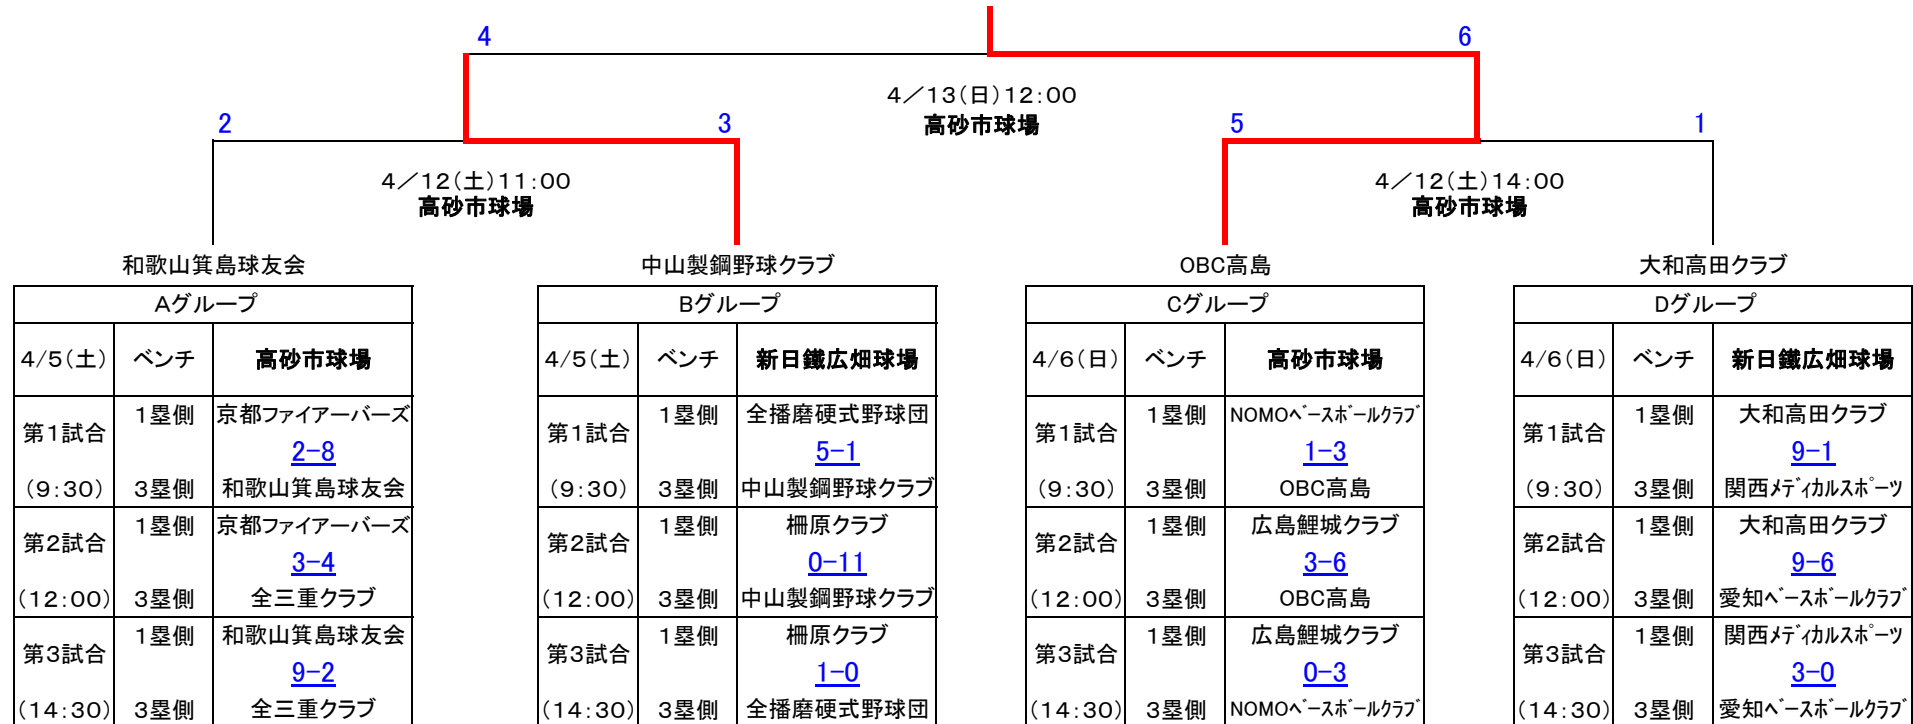 4
6
4／13(日)12:00
高砂市球場
2
3
5
1
4／12(土)11:00
高砂市球場
4／12(土)14:00
高砂市球場
和歌山箕島球友会
中山製鋼野球クラブ
OBC高島
大和高田クラブ
Aグループ
4/5(土) ベンチ 高砂市球場
第1試合
(9:30)
1塁側 京都ファイアーバーズ
2-8
3塁側 和歌山箕島球友会
第2試合
(12:00)
1塁側 京都ファイアーバーズ
3-4
3塁側 全三重クラブ
第3試合
(14:30)
1塁側 和歌山箕島球友会
9-2
3塁側 全三重クラブ
Bグループ
4/5(土) ベンチ 新日鐵広畑球場
第1試合
(9:30)
1塁側 全播磨硬式野球団
5-1
3塁側 中山製鋼野球クラブ
第2試合
(12:00)
1塁側 柵原クラブ
0-11
3塁側 中山製鋼野球クラブ
第3試合
(14:30)
1塁側 柵原クラブ
1-0
3塁側 全播磨硬式野球団
Cグループ
4/6(日) ベンチ 高砂市球場
第1試合
(9:30)
1塁側 NOMOﾍﾞｰｽﾎﾞｰﾙｸﾗﾌﾞ
1-3
3塁側 OBC高島
第2試合
(12:00)
1塁側 広島鯉城クラブ
3-6
3塁側 OBC高島
第3試合
(14:30)
1塁側 広島鯉城クラブ
0-3
3塁側 NOMOﾍﾞｰｽﾎﾞｰﾙｸﾗﾌﾞ
Dグループ
4/6(日) ベンチ 新日鐵広畑球場
第1試合
(9:30)
1塁側 大和高田クラブ
9-1
3塁側 関西ﾒﾃﾞｨｶﾙｽﾎﾟｰﾂ
第2試合
(12:00)
1塁側 大和高田クラブ
9-6
3塁側 愛知ﾍﾞｰｽﾎﾞｰﾙｸﾗﾌﾞ
第3試合
(14:30)
1塁側 関西ﾒﾃﾞｨｶﾙｽﾎﾟｰﾂ
3-0
3塁側 愛知ﾍﾞｰｽﾎﾞｰﾙｸﾗﾌﾞ